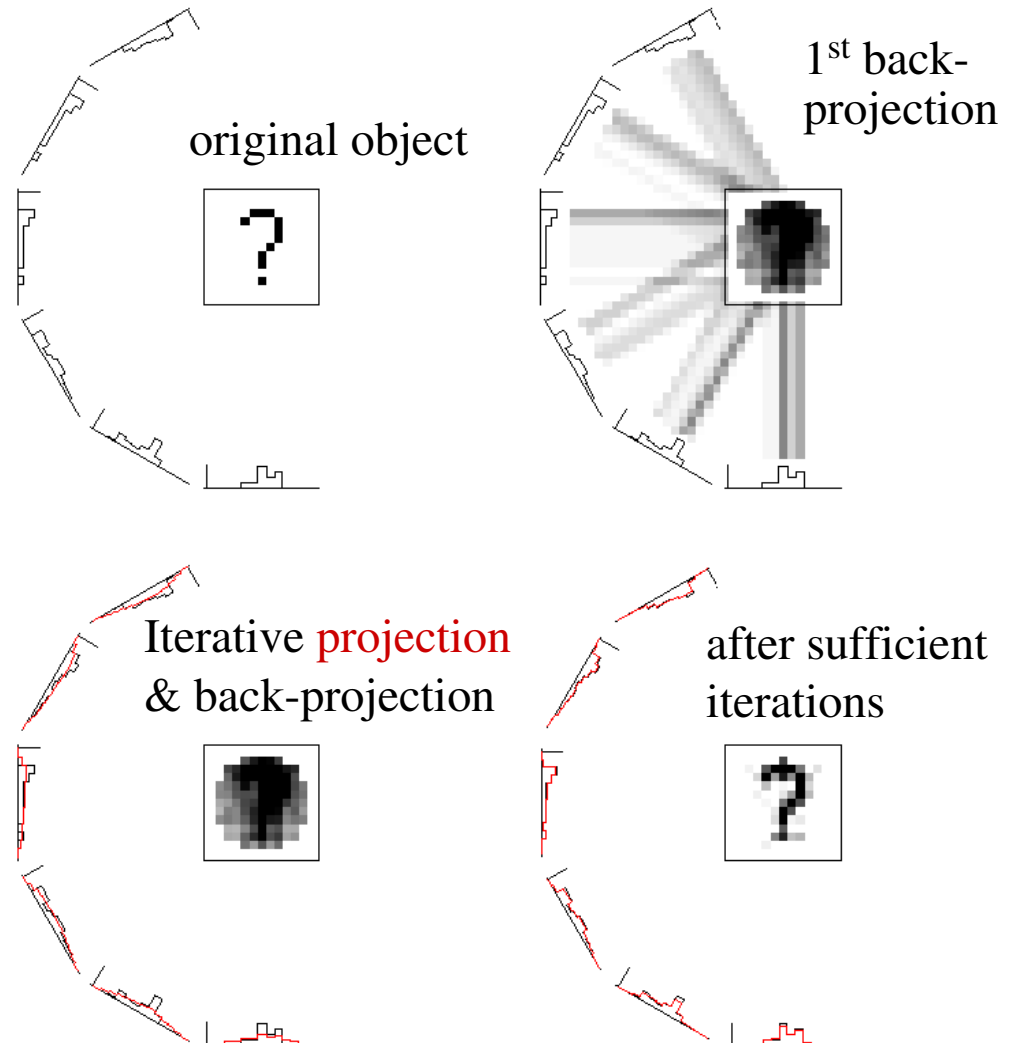 original object
?
1st back-
projection
Iterative projection
& back-projection
after sufficient
iterations
?